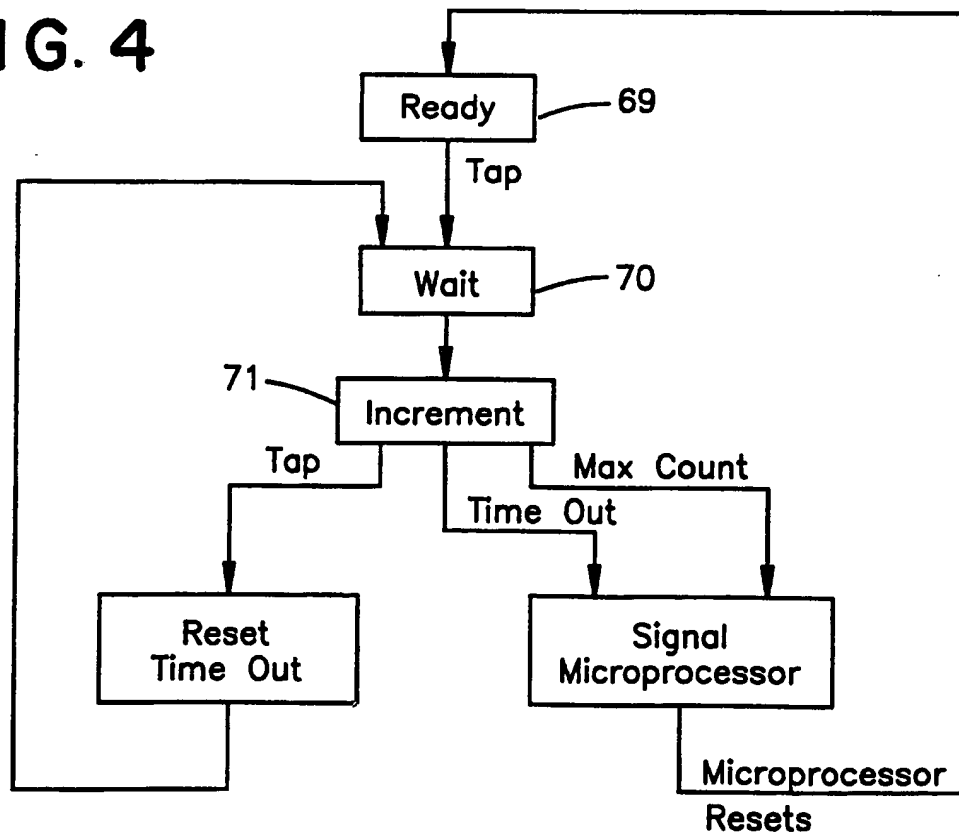 IG. 4
Ready
69
Tap
Wait
70
71
Increment
Tap
Max Count
Time Out
Reset
Time Out
Signal
Microprocessor
Microprocessor
Resets